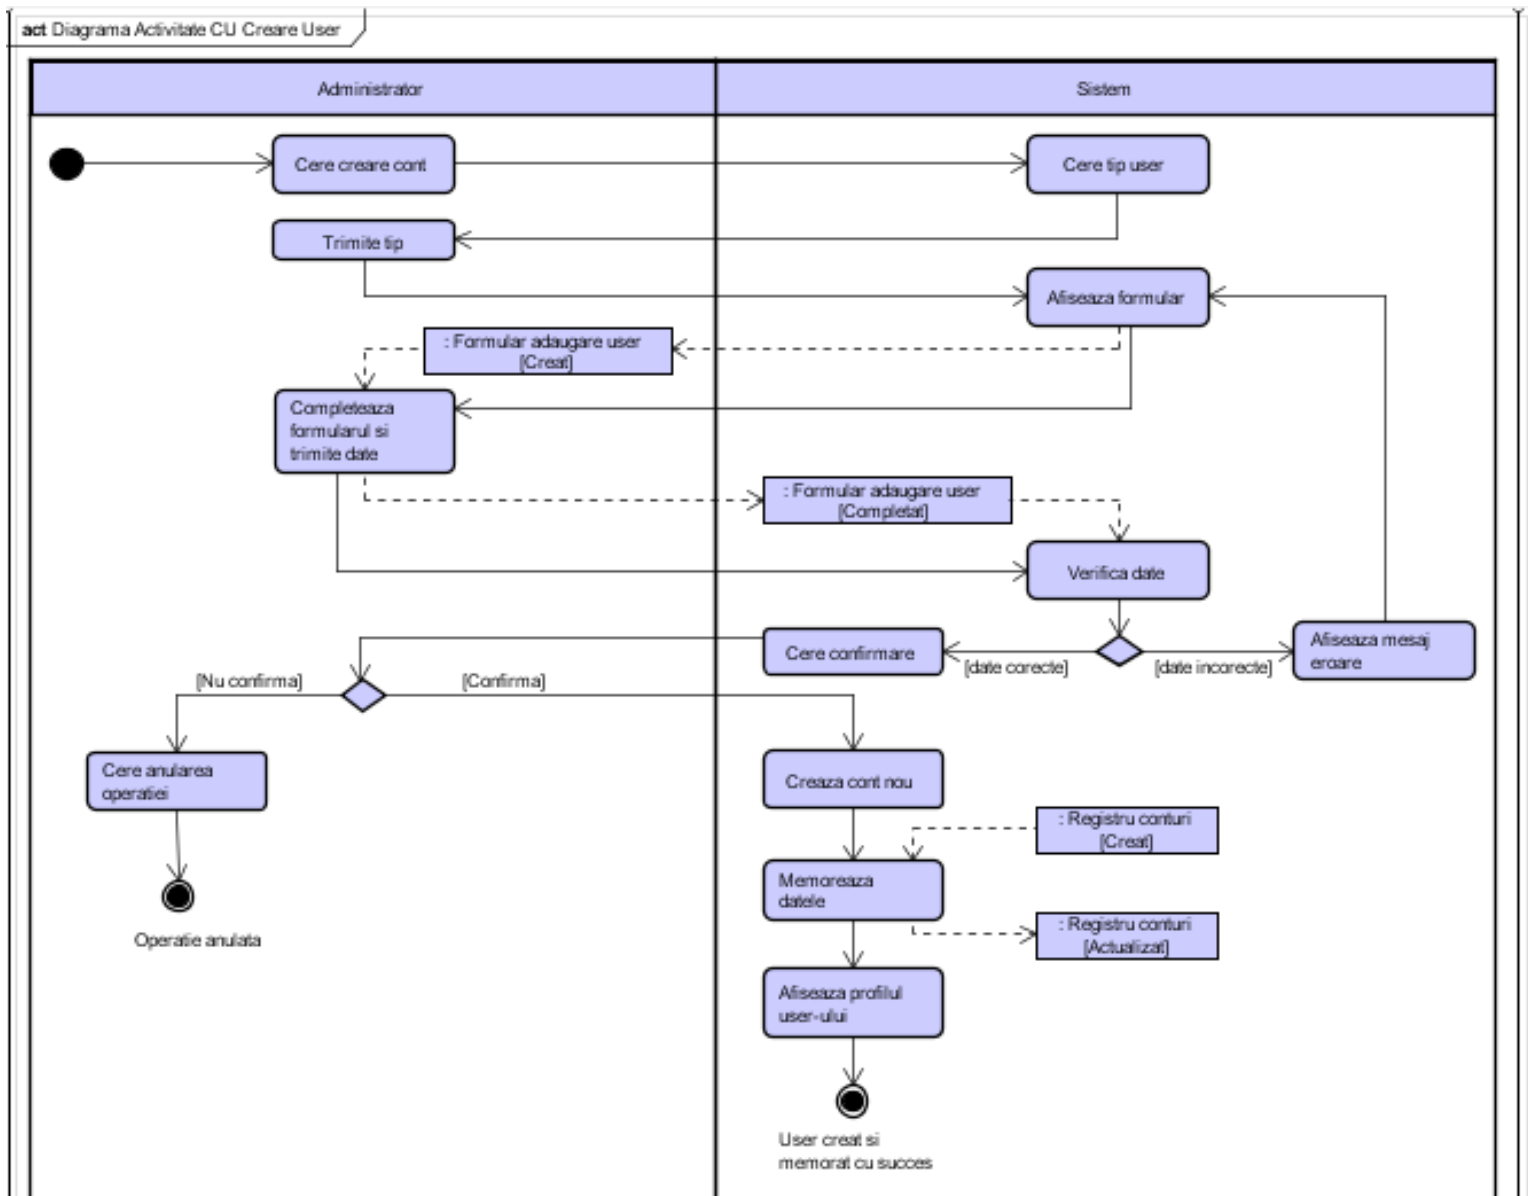 act Diagrama Activitate CU Creare User
Administrator
Sistem
Cere creare cont
Cere tip user
Trimite tip
Afiseaza formular
: Formular adaugare user
[Creat]
Completeaza
formularul si
trimite date
: Formular adaugare user
[Completat]
Verifica date
Cere confirmare
[date corecte]
[date incorecte]
Afiseaza mesaj
eroare
[Nu confirma]
[Confirma]
Cere anularea
operatiei
Creaza cont nou
: Registru conturi
[Creat]
Memoreaza
datele
: Registru conturi
[Actualizat]
Operatie anulata
Afiseaza profilul
user-ului
User creat si
memorat cu succes